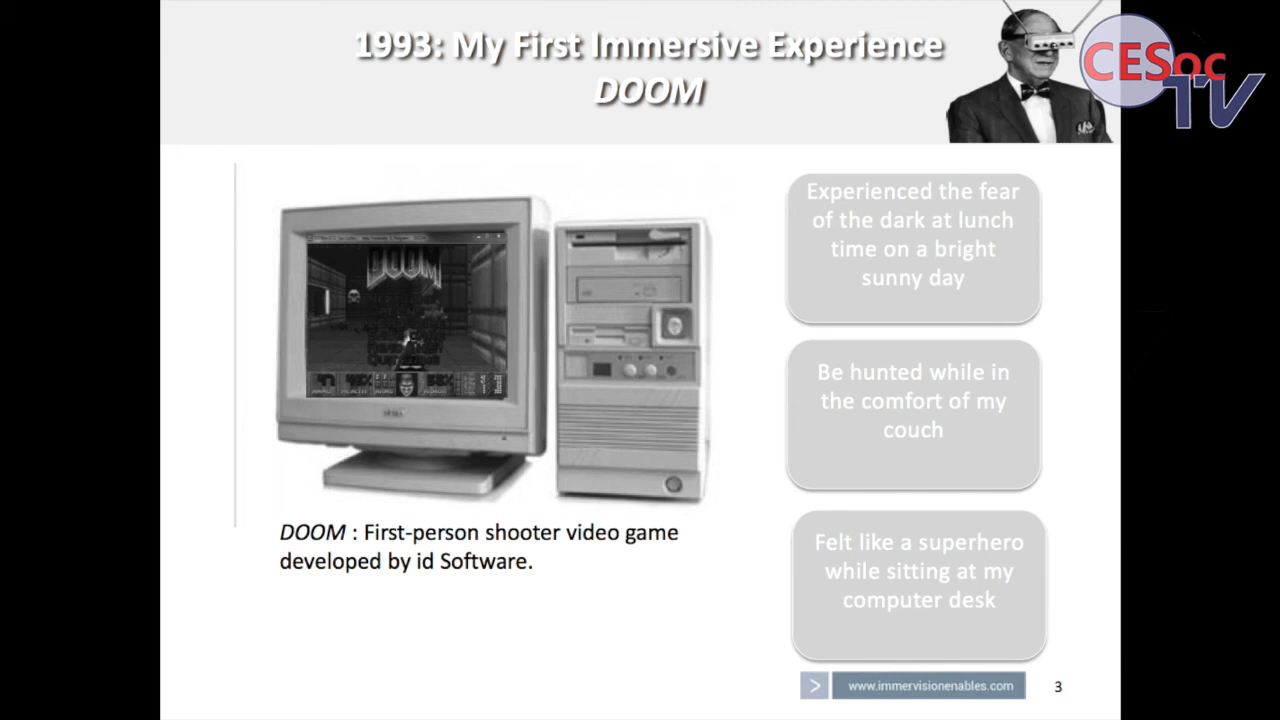 1993: My First Immersive Experience
DOOM
CESoc
TV
DOOM
Experienced the fear
of the dark at lunch
time on a bright
sunny day
Be hunted while in
the comfort of my
couch
Felt like a superhero
while sitting at my
computer desk
DOOM : First-person shooter video game
developed by id Software.
> www.immervisionenables.com 3